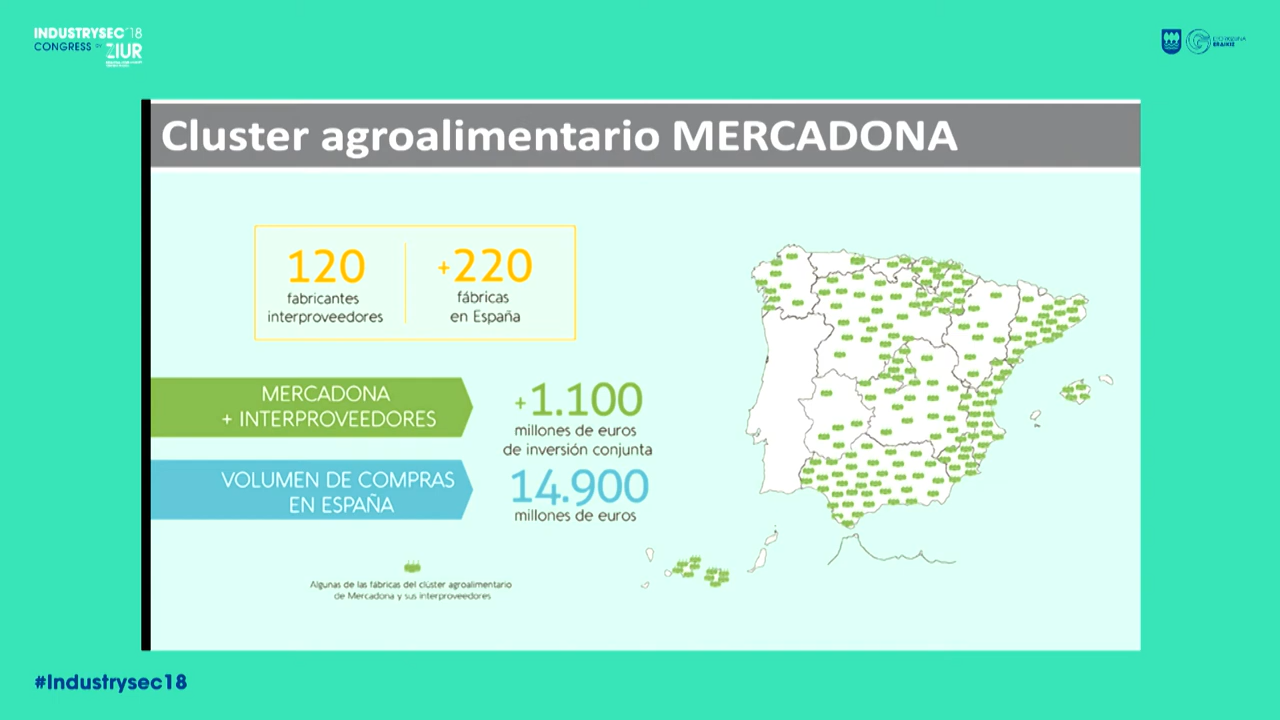 INDUSTRYSEC'18
CONGRESS BY ZIUR
Cluster agroalimentario MERCADONA
120
fabricantes
interproveedores
+220
fábricas
en España
MERCADONA
+ INTERPROVEEDORES
+1.100
millones de euros
de inversión conjunta
VOLUMEN DE COMPRAS
EN ESPAÑA
14.900
millones de euros
Algunas de las fábricas del clúster agroalimentario
de Mercadona y sus interproveedores
#Industrysec18